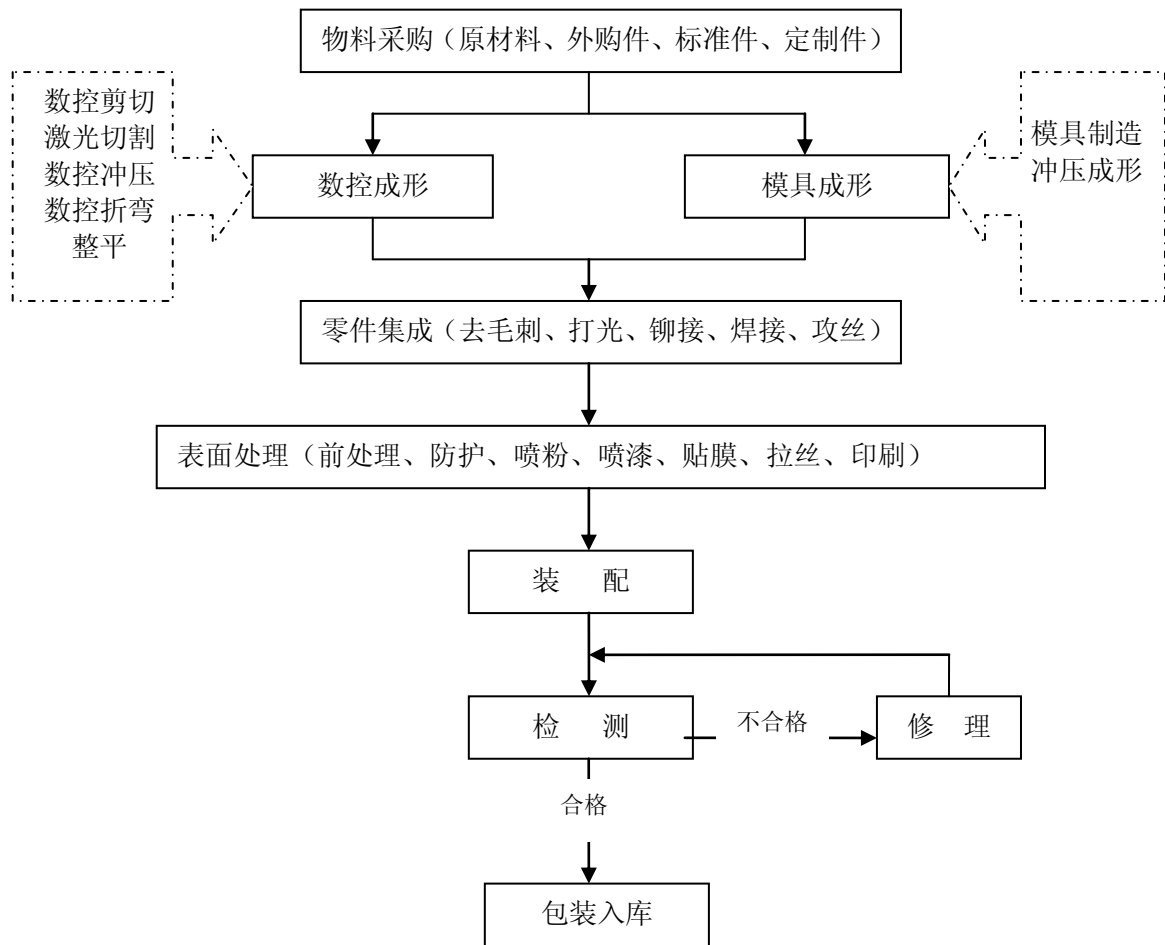 物料采购（原材料、外购件、标准件、定制件）
数控剪切
激光切割
数控冲压
数控折弯
整平
模具制造
冲压成形
数控成形
模具成形
零件集成（去毛刺、打光、铆接、焊接、攻丝）
表面处理（前处理、防护、喷粉、喷漆、贴膜、拉丝、印刷）
装 配
检 测
不合格
修 理
合格
包装入库